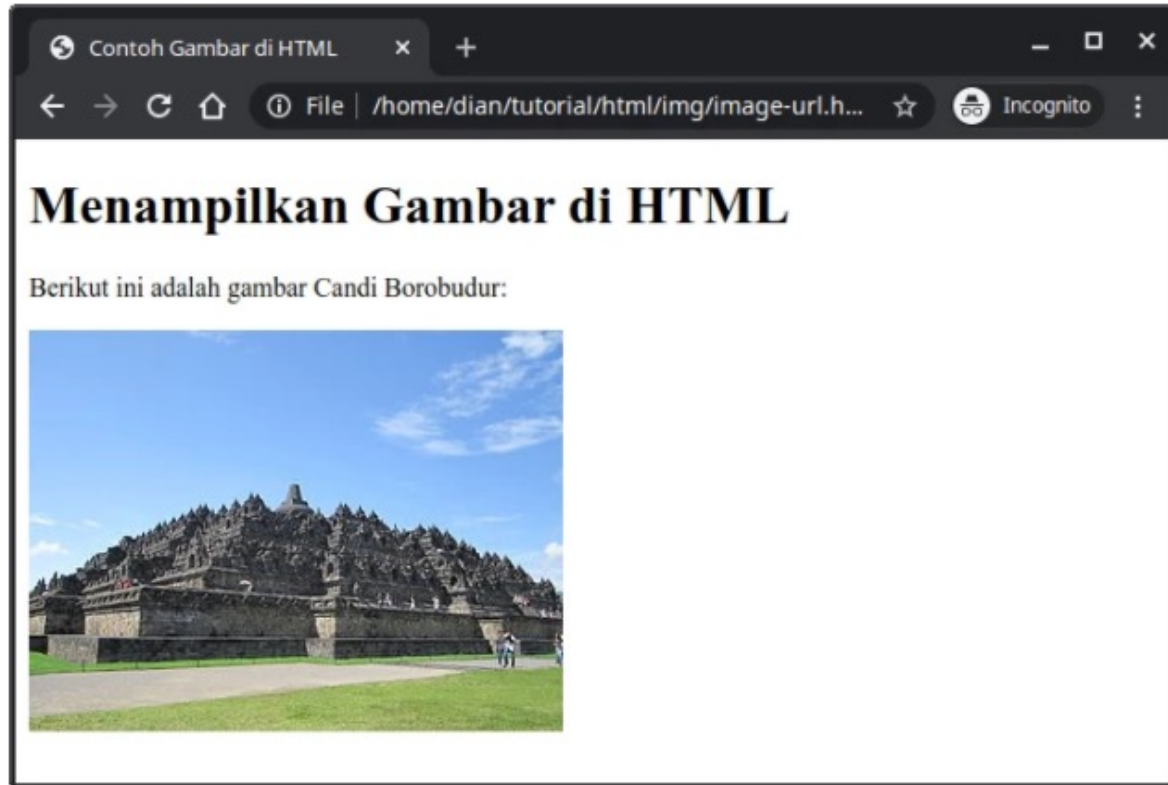 Contoh Gambar di HTML
File /home/dian/tutorial/html/img/image-url.h... Incognito
Menampilkan Gambar di HTML
Berikut ini adalah gambar Candi Borobudur: